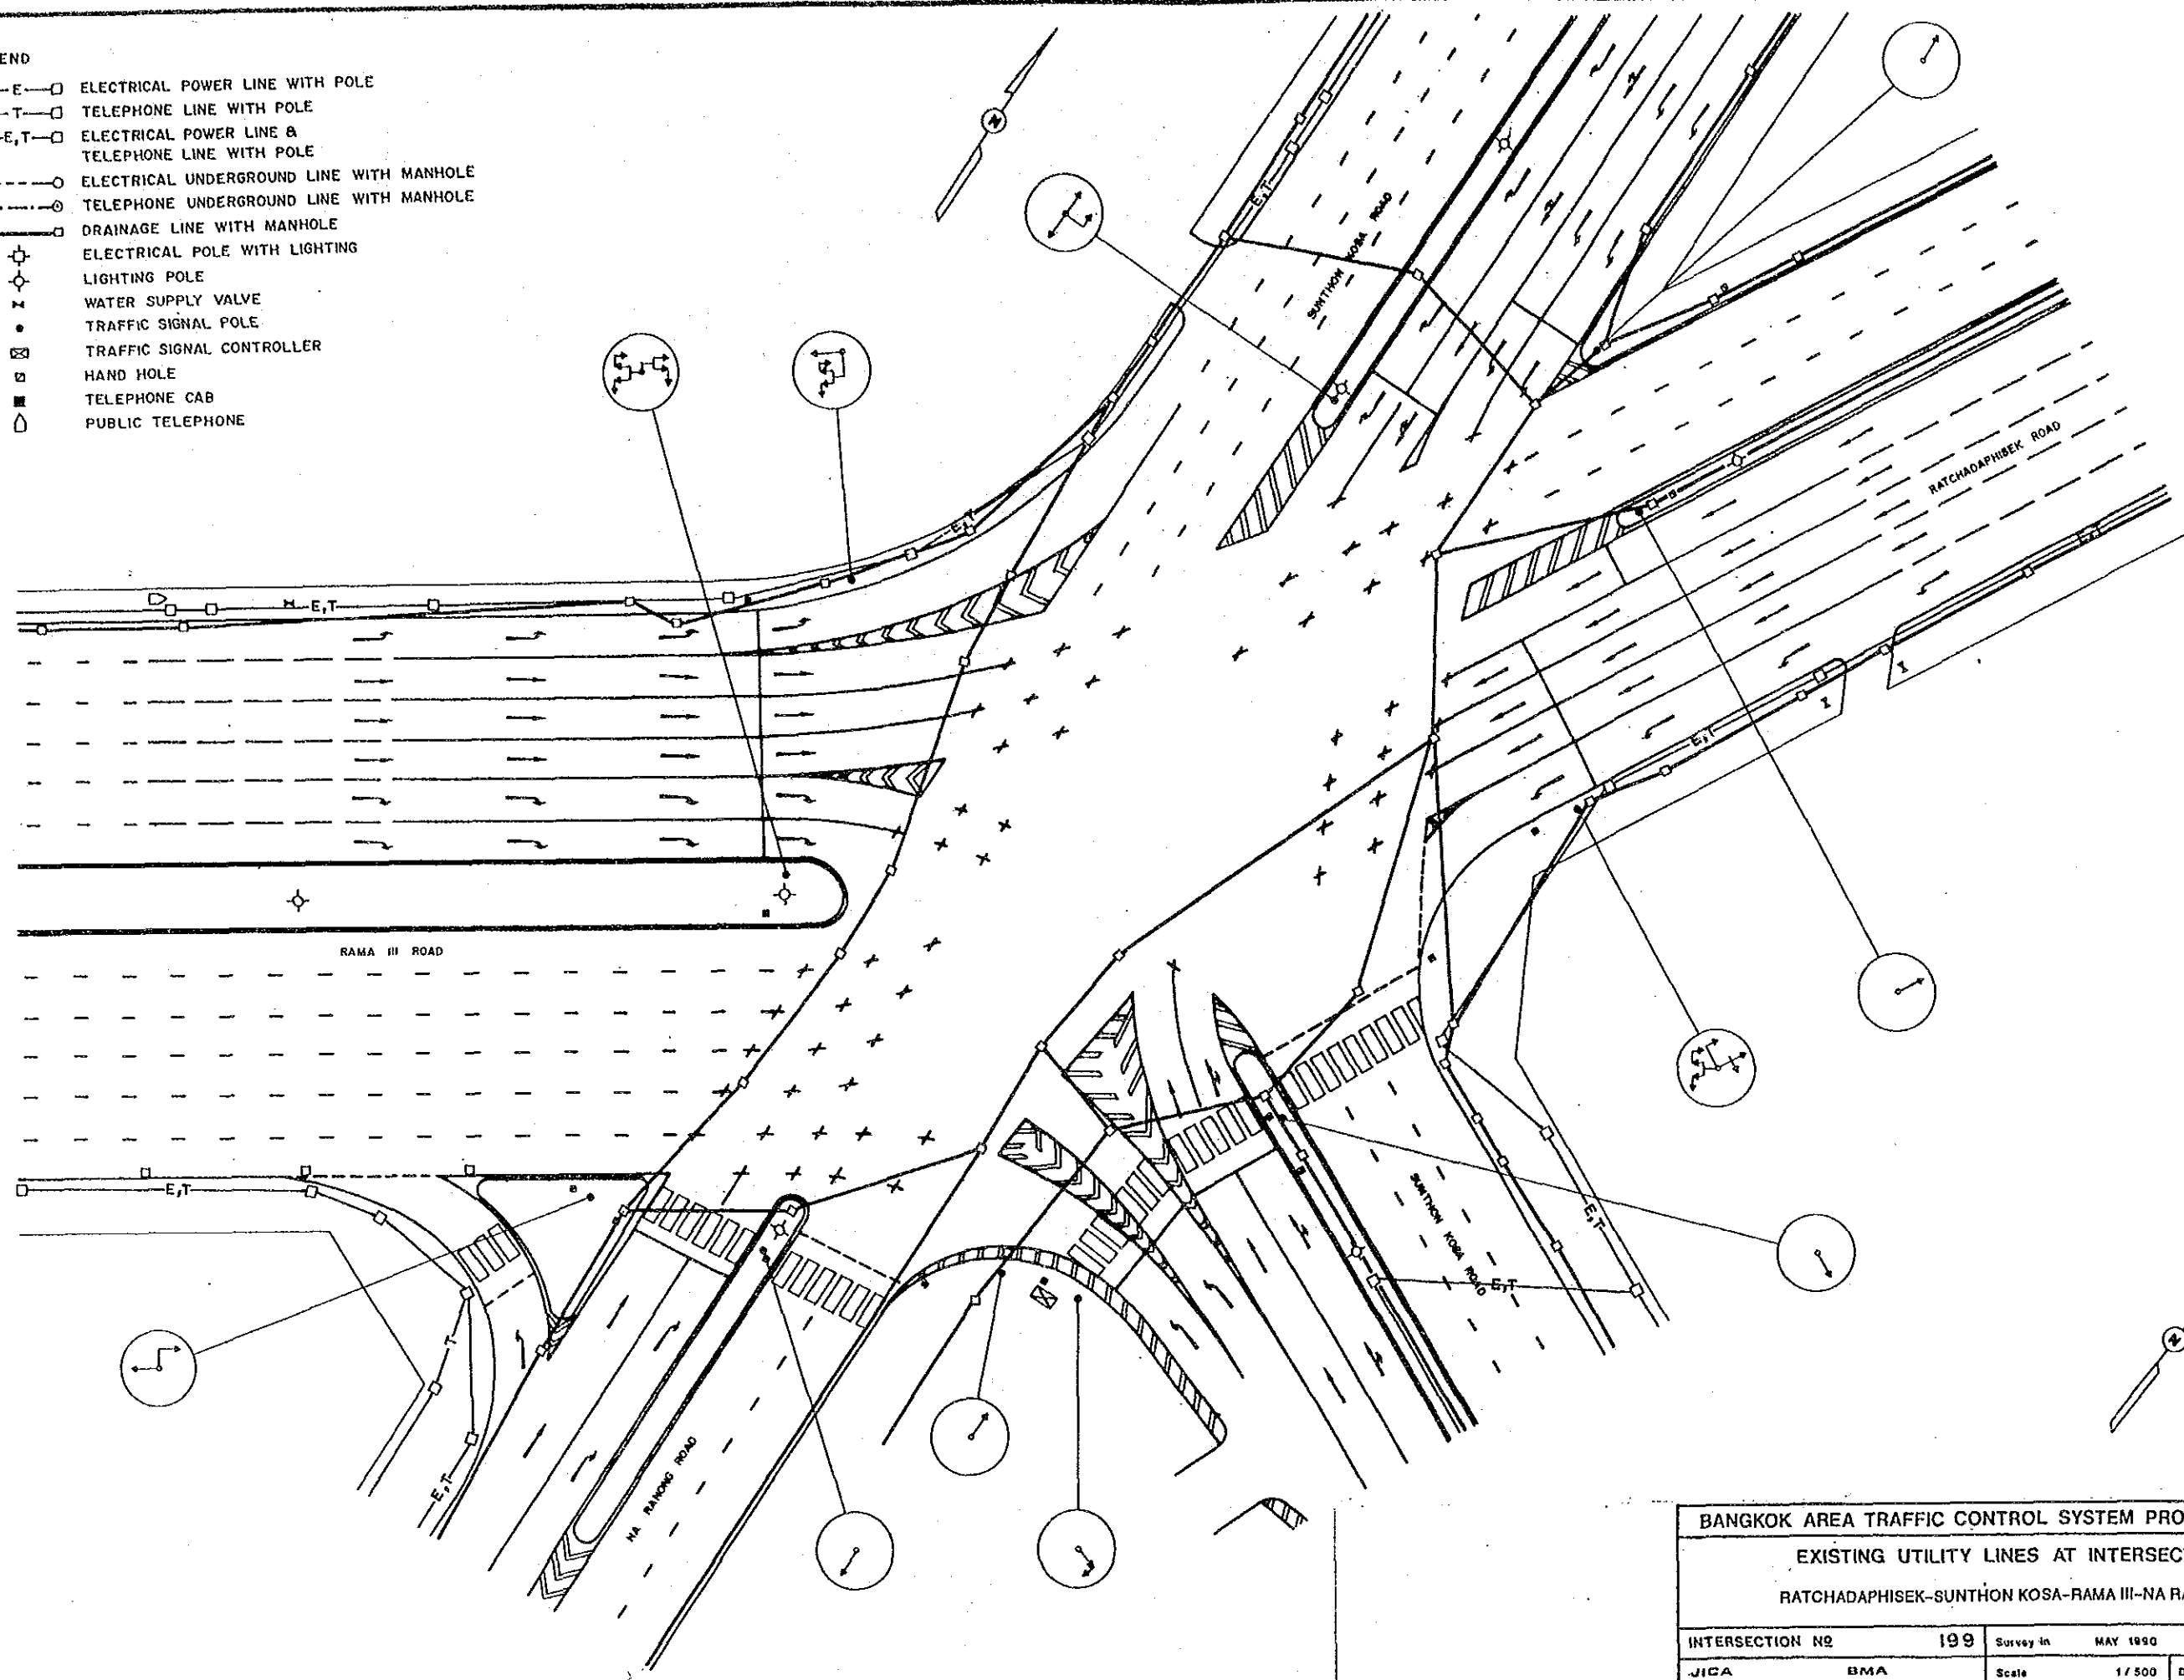 END
E ELECTRICAL POWER LINE WITH POLE
T TELEPHONE LINE WITH POLE
E,T ELECTRICAL POWER LINE &
TELEPHONE LINE WITH POLE
ELECTRICAL UNDERGROUND LINE WITH MANHOLE
TELEPHONE UNDERGROUND LINE WITH MANHOLE
DRAINAGE LINE WITH MANHOLE
ELECTRICAL POLE WITH LIGHTING
LIGHTING POLE
WATER SUPPLY VALVE
TRAFFIC SIGNAL POLE
TRAFFIC SIGNAL CONTROLLER
HAND HOLE
TELEPHONE CAB
PUBLIC TELEPHONE
N
E,T
SUNTHON KOSA ROAD
RATCHADAPHISEK ROAD
E,T
E,T
E,T
E,T
RAMA III ROAD
E,T
SUNTHON KOSA ROAD
E,T
E,T
T
E,T
NA RANONG ROAD
N
BANGKOK AREA TRAFFIC CONTROL SYSTEM PRO
EXISTING UTILITY LINES AT INTERSEC
RATCHADAPHISEK-SUNTHON KOSA-RAMA III-NA RA
INTERSECTION NO 199 Survey in MAY 1990
JICA BMA Scale 1/500